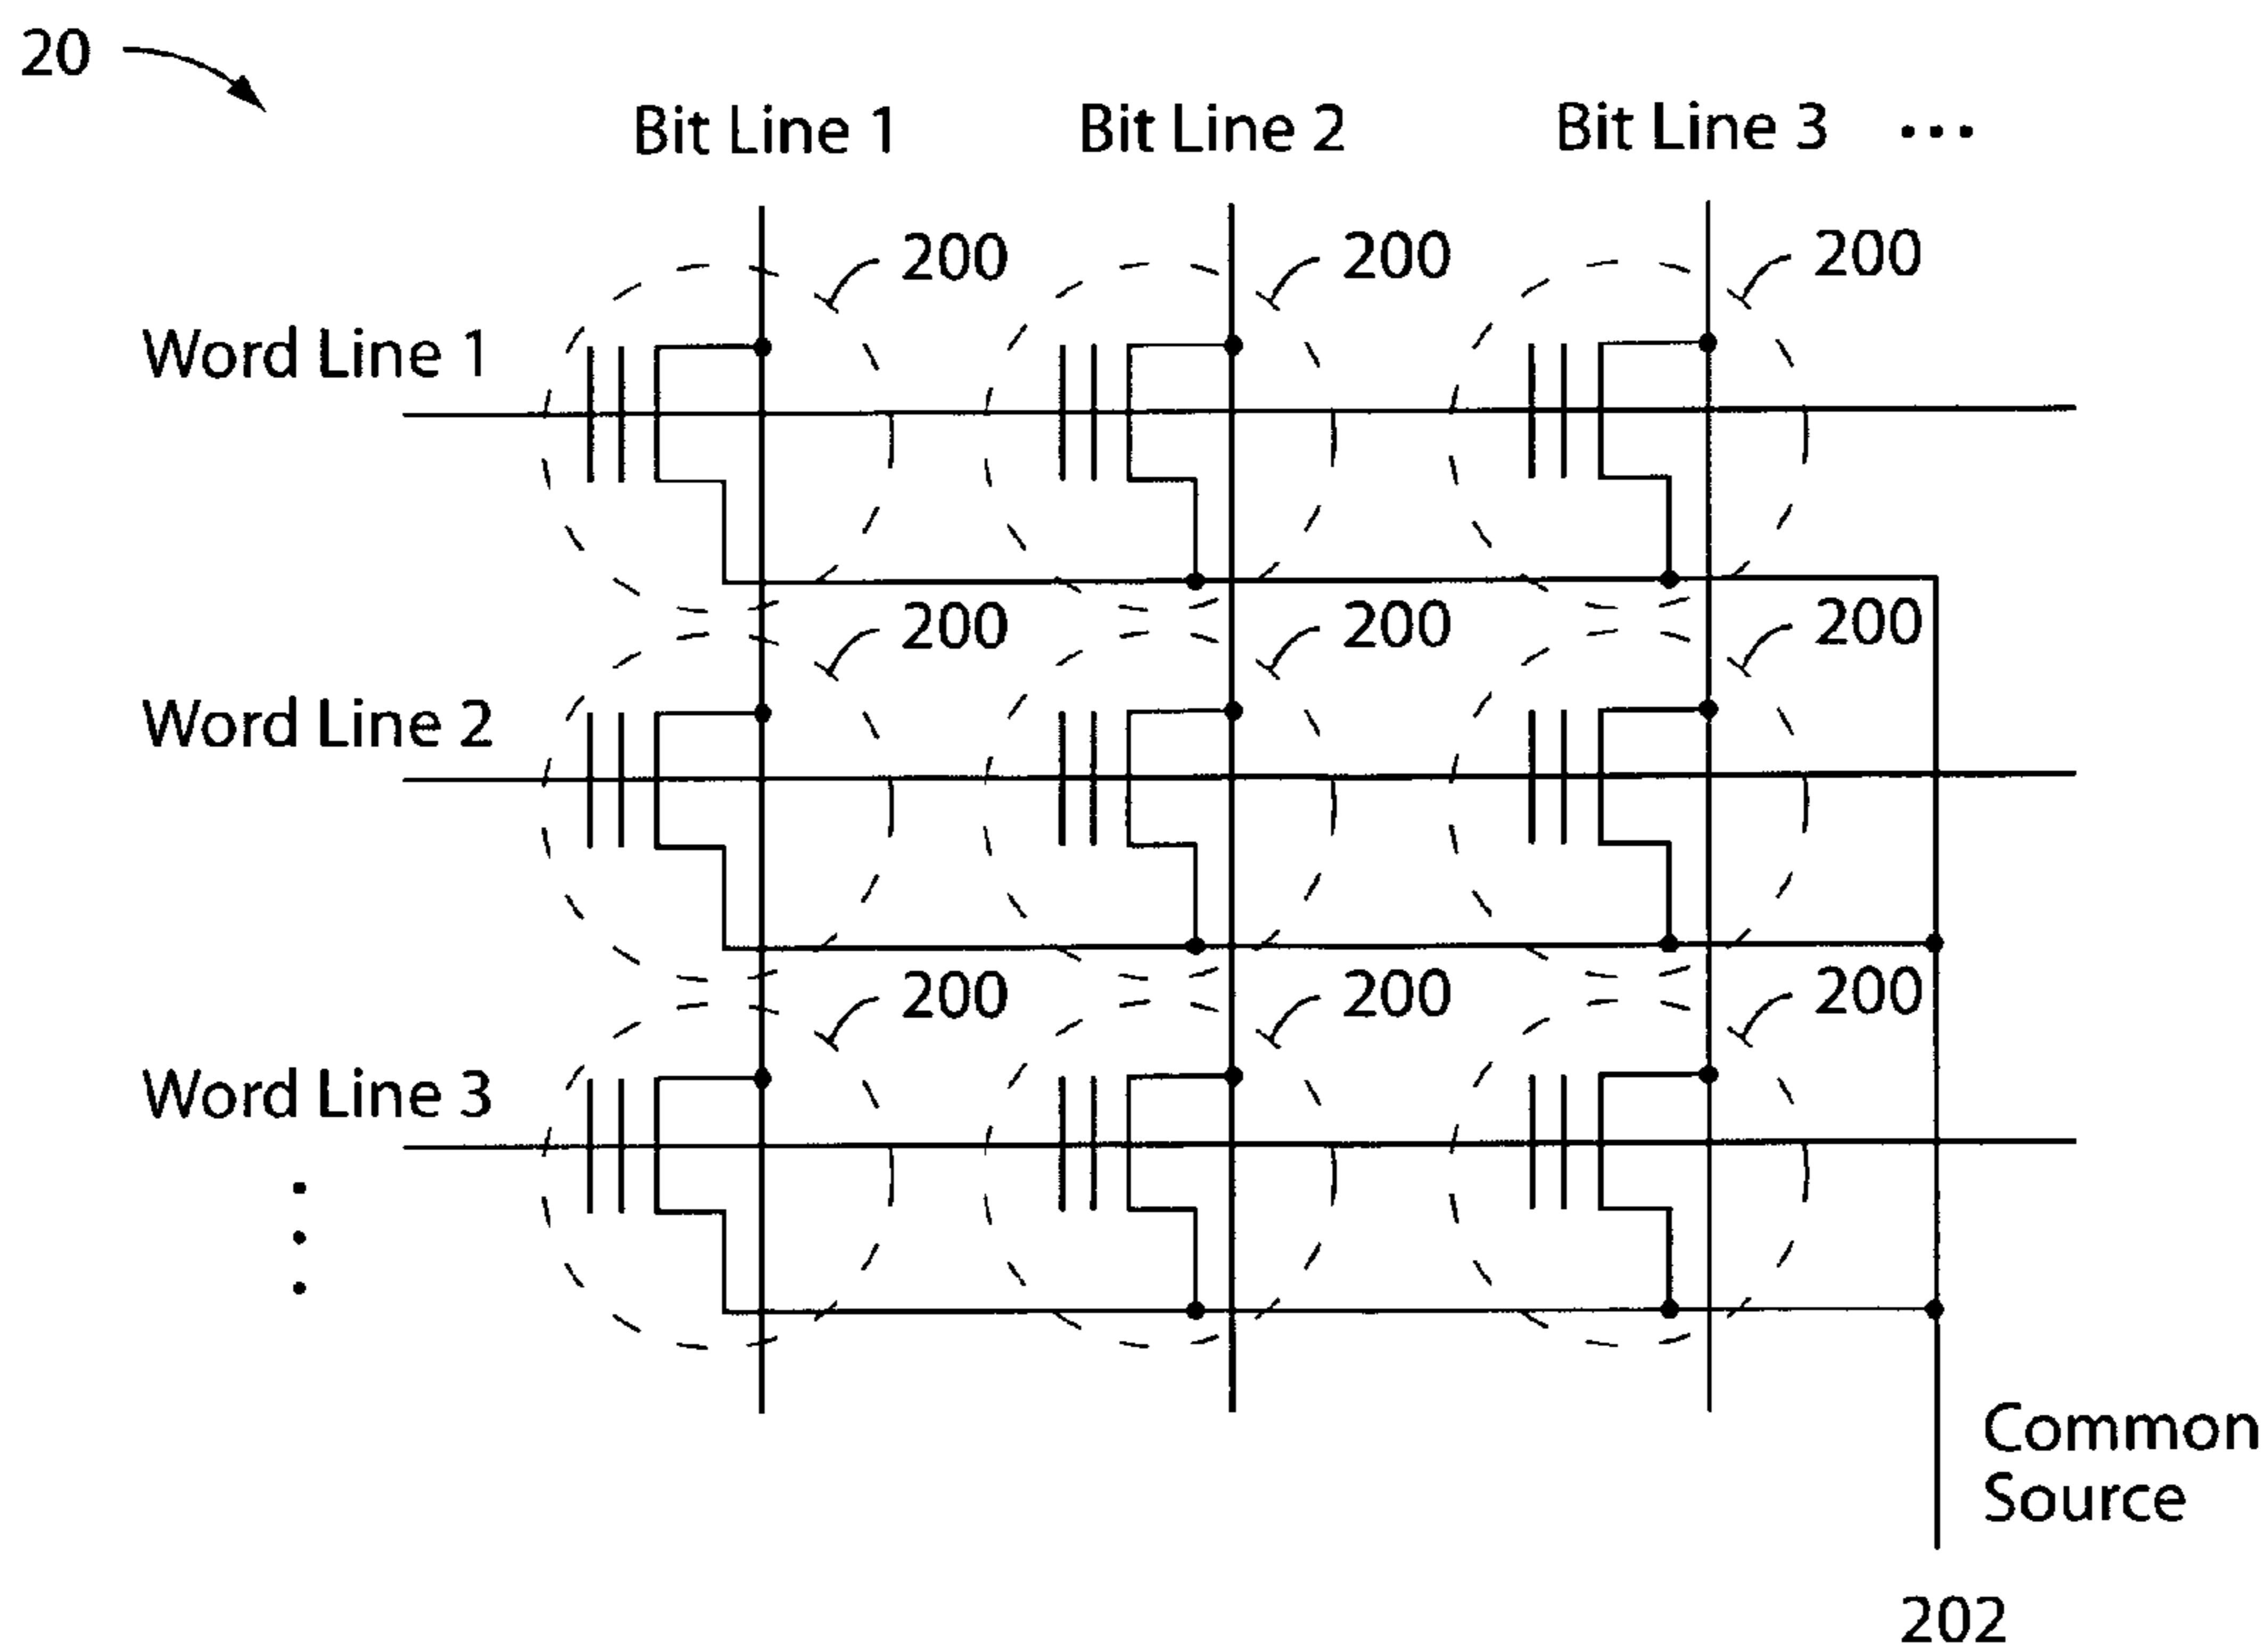 20
Bit Line 1 Bit Line 2 Bit Line 3 •••
200 200 200
Word Line 1
200 200 200
Word Line 2
200 200 200
Word Line 3
Common
Source
202